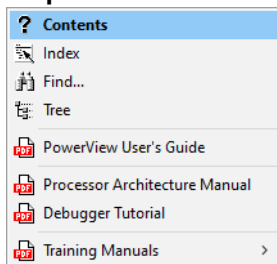 Contents
Index
Find...
Tree
PowerView User's Guide
Processor Architecture Manual
Debugger Tutorial
Training Manuals